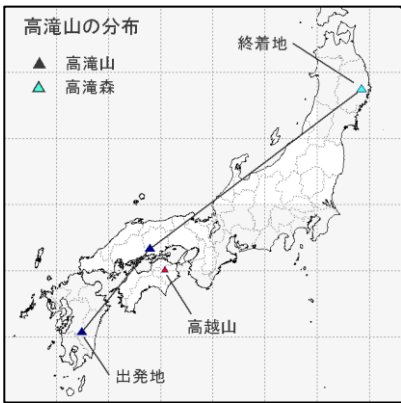 高滝山の分布
高滝山
高滝森
終着地
高越山
出発地